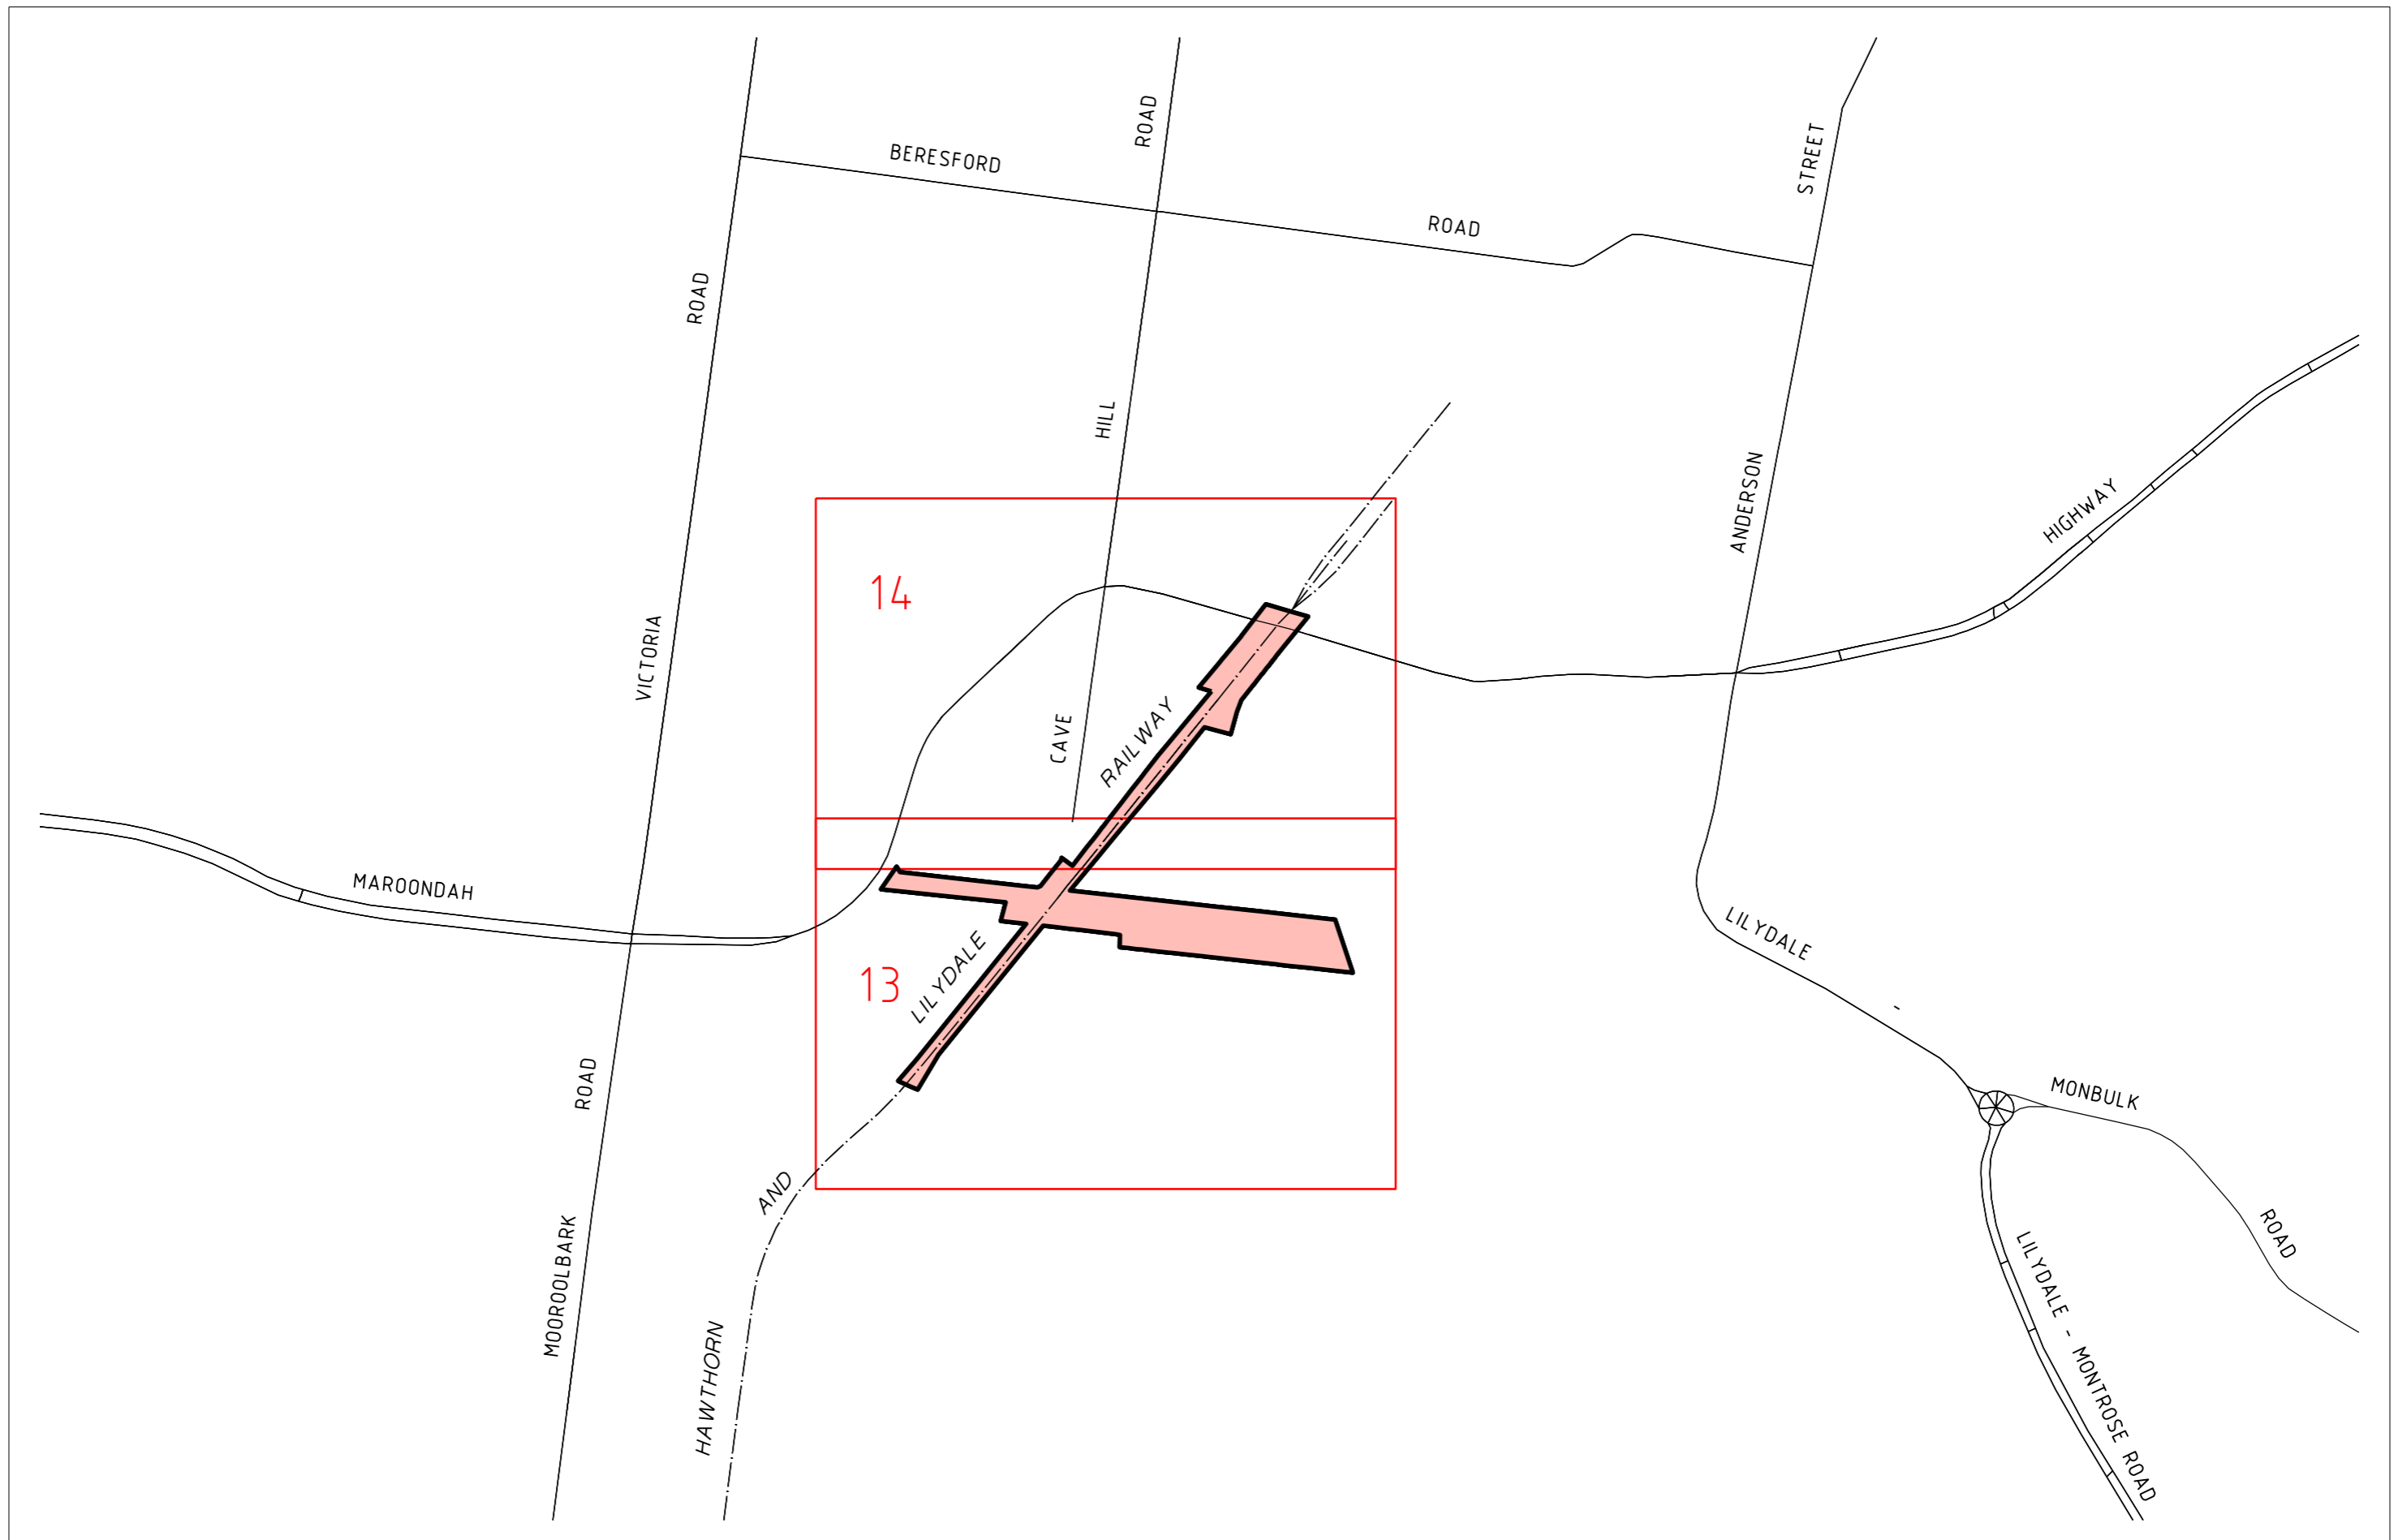 ROAD
BERESFORD
STREET
ROAD
ROAD
HILL
HIGHWAY
ANDERSON
14
VICTORIA
RAILWAY
CAVE
MAROONDAH
LILYDALE
-
MONBULK
ROAD
13
LILYDALE
ROAD
AND
HAWTHORN
MOOROOLBARK
LILYDALE - MONTROSE ROAD